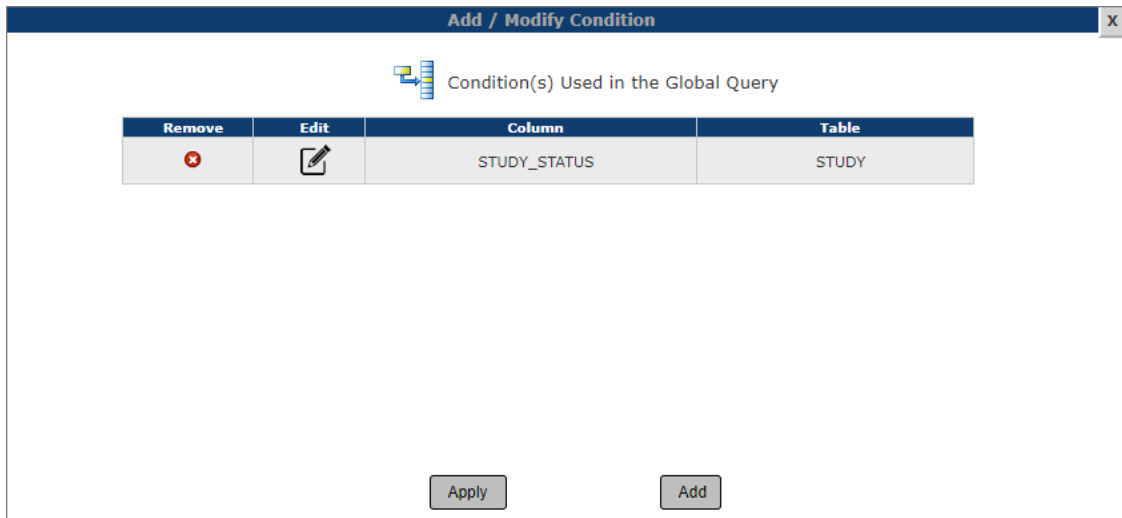 Add / Modify Condition X
Condition(s) Used in the Global Query
Remove Edit Column Table
STUDY_STATUS STUDY
Apply Add